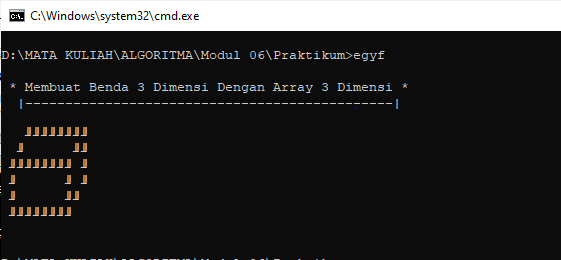 C:\Windows\system32\cmd.exe
D:\MATA KULIAH\ALGORITMA\Modul 06\Praktikum>egyf
* Membuat Benda 3 Dimensi Dengan Array 3 Dimensi *
|----------------------------------------------|
  ╜╜╜╜╜╜╜╜
 ╜      ╜╜
╜╜╜╜╜╜╜╜ ╜
╜      ╜ ╜
╜      ╜╜
╜╜╜╜╜╜╜╜